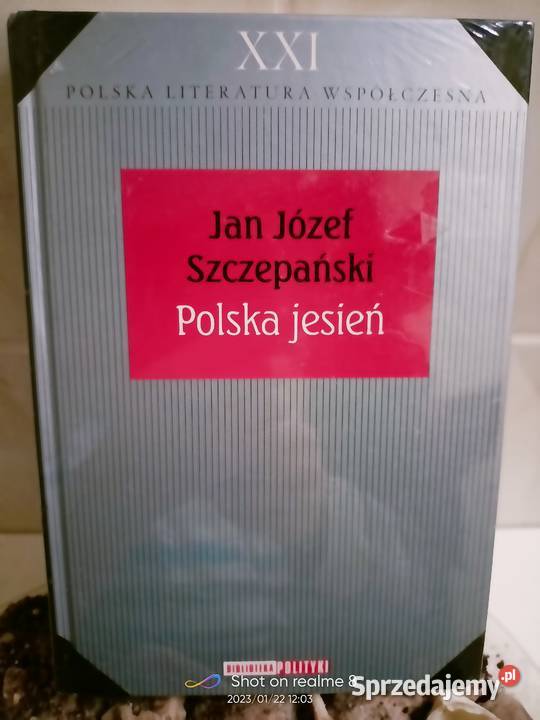 XXI
POLSKA LITERATURA WSPÓŁCZESNA
Jan Józef
Szczepański
Polska jesień
BIBLIOTEKA POLITYKI
Shot on realme 8
2023/01/22 12:03
Sprzedajemy.pl